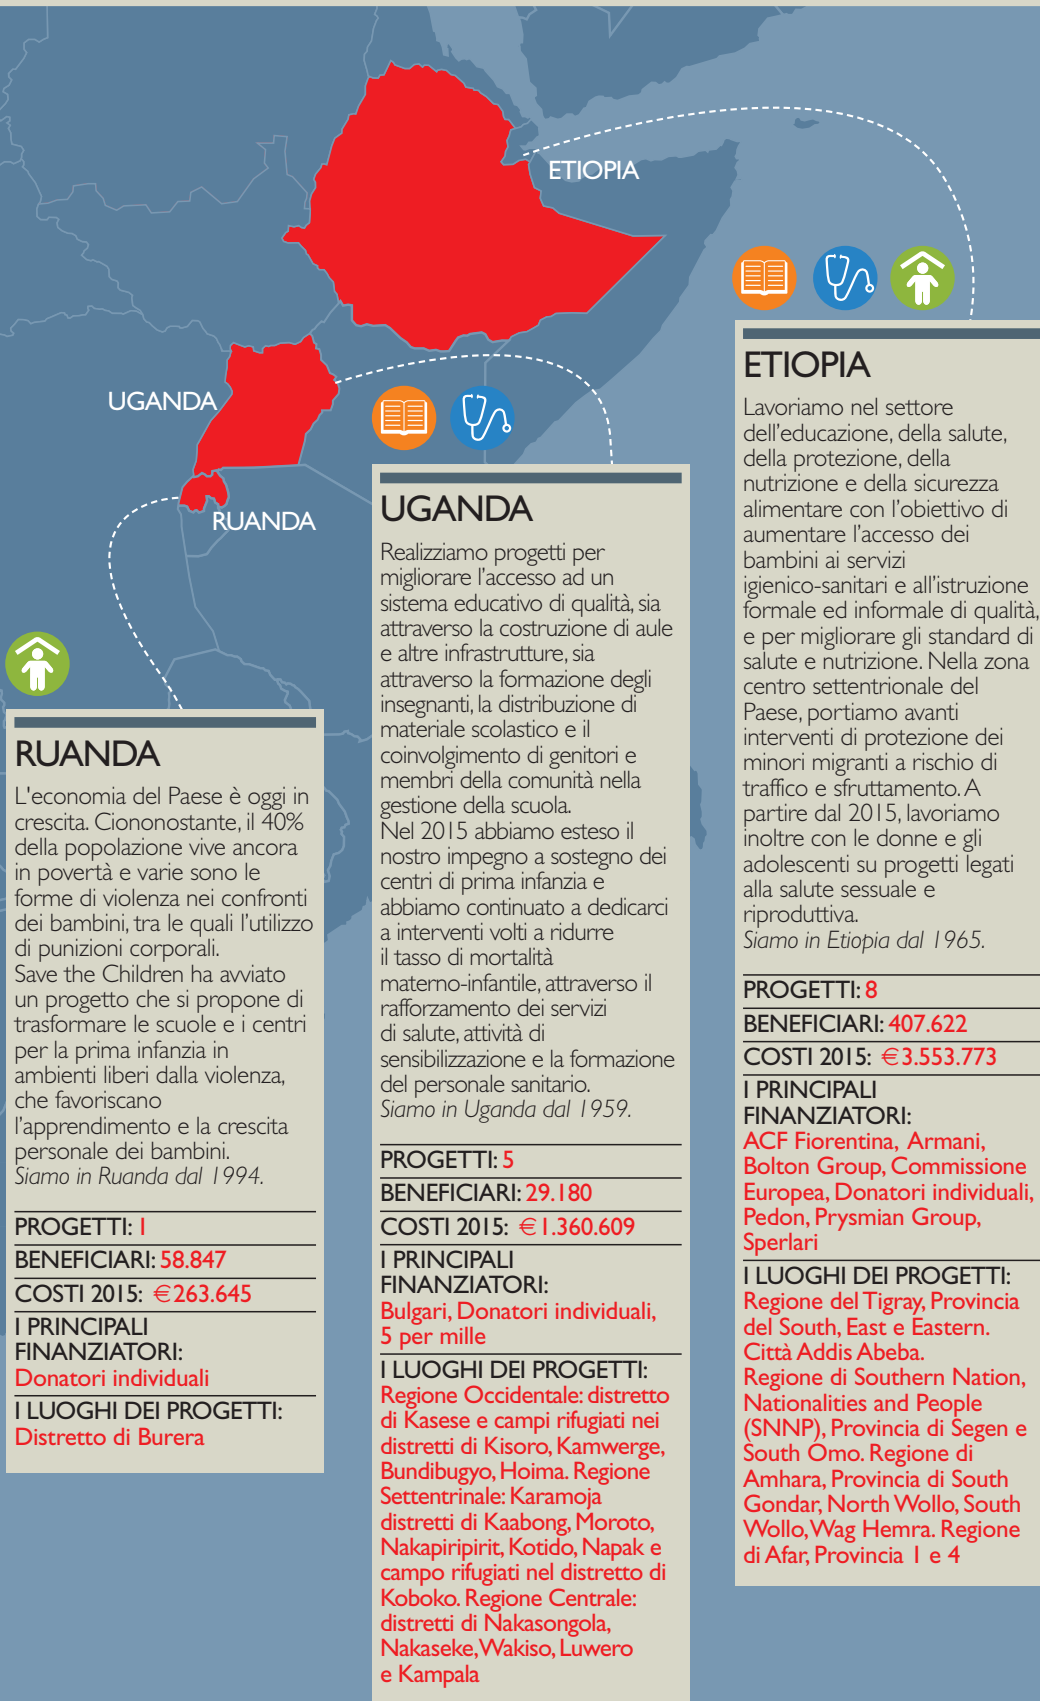 ETIOPIA
UGANDA
RUANDA
RUANDA
L'economia del Paese è oggi in
crescita. Ciononostante, il 40%
della popolazione vive ancora
in povertà e varie sono le
forme di violenza nei confronti
dei bambini, tra le quali l'utilizzo
di punizioni corporali.
Save the Children ha avviato
un progetto che si propone di
trasformare le scuole e i centri
per la prima infanzia in
ambienti liberi dalla violenza,
che favoriscano
l'apprendimento e la crescita
personale dei bambini.
Siamo in Ruanda dal 1994.
PROGETTI: 1
BENEFICIARI: 58.847
COSTI 2015: €263.645
I PRINCIPALI
FINANZIATORI:
Donatori individuali
I LUOGHI DEI PROGETTI:
Distretto di Burera
UGANDA
Realizziamo progetti per
migliorare l'accesso ad un
sistema educativo di qualità, sia
attraverso la costruzione di aule
e altre infrastrutture, sia
attraverso la formazione degli
insegnanti, la distribuzione di
materiale scolastico e il
coinvolgimento di genitori e
membri della comunità nella
gestione della scuola.
Nel 2015 abbiamo esteso il
nostro impegno a sostegno dei
centri di prima infanzia e
abbiamo continuato a dedicarci
a interventi volti a ridurre
il tasso di mortalità
materno-infantile, attraverso il
rafforzamento dei servizi
di salute, attività di
sensibilizzazione e la formazione
del personale sanitario.
Siamo in Uganda dal 1959.
PROGETTI: 5
BENEFICIARI: 29.180
COSTI 2015: €1.360.609
I PRINCIPALI
FINANZIATORI:
Bulgari, Donatori individuali,
5 per mille
I LUOGHI DEI PROGETTI:
Regione Occidentale: distretto
di Kasese e campi rifugiati nei
distretti di Kisoro, Kamwerge,
Bundibugyo, Hoima. Regione
Settentrinale: Karamoja
distretti di Kaabong, Moroto,
Nakapiripirit, Kotido, Napak e
campo rifugiati nel distretto di
Koboko. Regione Centrale:
distretti di Nakasongola,
Nakaseke, Wakiso, Luwero
e Kampala
ETIOPIA
Lavoriamo nel settore
dell'educazione, della salute,
della protezione, della
nutrizione e della sicurezza
alimentare con l'obiettivo di
aumentare l'accesso dei
bambini ai servizi
igienico-sanitari e all'istruzione
formale ed informale di qualità,
e per migliorare gli standard di
salute e nutrizione. Nella zona
centro settentrionale del
Paese, portiamo avanti
interventi di protezione dei
minori migranti a rischio di
traffico e sfruttamento. A
partire dal 2015, lavoriamo
inoltre con le donne e gli
adolescenti su progetti legati
alla salute sessuale e
riproduttiva.
Siamo in Etiopia dal 1965.
PROGETTI: 8
BENEFICIARI: 407.622
COSTI 2015: €3.553.773
I PRINCIPALI
FINANZIATORI:
ACF Fiorentina, Armani,
Bolton Group, Commissione
Europea, Donatori individuali,
Pedon, Prysmian Group,
Sperlari
I LUOGHI DEI PROGETTI:
Regione del Tigray, Provincia
del South, East e Eastern.
Città Addis Abeba.
Regione di Southern Nation,
Nationalities and People
(SNNP), Provincia di Segen e
South Omo. Regione di
Amhara, Provincia di South
Gondar, North Wollo, South
Wollo, Wag Hemra. Regione
di Afar, Provincia 1 e 4